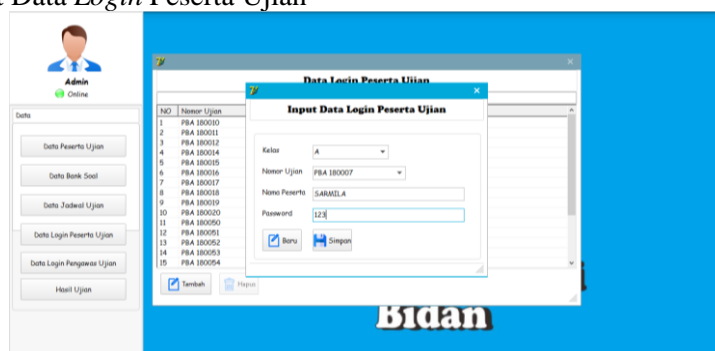 Data Login Peserta Ujian
Admin
Online
Data
Data Peserta Ujian
Data Bank Soal
Data Jadwal Ujian
Data Login Peserta Ujian
Data Login Pengawas Ujian
Hasil Ujian
Data Login Peserta Ujian
NO Nomor Ujian
1 PBA 180010
2 PBA 180011
3 PBA 180012
4 PBA 180014
5 PBA 180015
6 PBA 180016
7 PBA 180017
8 PBA 180018
9 PBA 180019
10 PBA 180020
11 PBA 180050
12 PBA 180051
13 PBA 180052
14 PBA 180053
15 PBA 180054
Tambah Hapus
Input Data Login Peserta Ujian
Kelas A
Nomor Ujian PBA 180007
Nama Peserta SARMILA
Password 123
Baru Simpan
Bidan